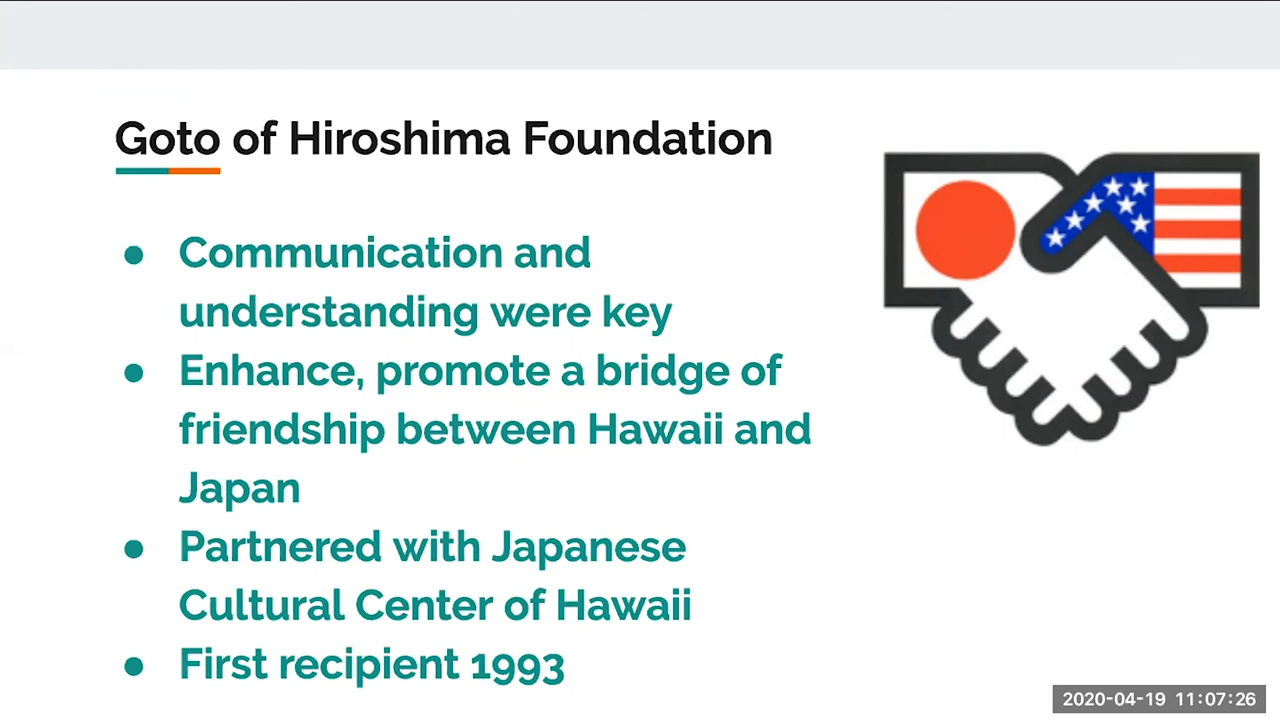 Goto of Hiroshima Foundation
● Communication and
understanding were key
● Enhance, promote a bridge of
friendship between Hawaii and
Japan
● Partnered with Japanese
Cultural Center of Hawaii
● First recipient 1993
2020-04-19 11:07:26